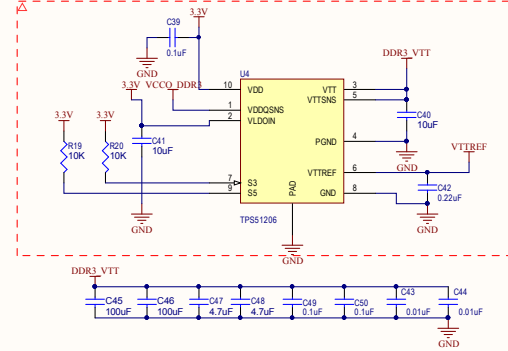 C39
3.3V
0.1uF
GND
DDR3_VTT
U4
3.3V
VCCO_DDR3
10
VDD
VTT
3
VTTSNS
5
1
VDDQSNS
2
VLDOIN
C40
10uF
3.3V
3.3V
C41
10uF
PGND
4
GND
VTTREF
R19
10K
R20
10K
VTTREF
6
7
S3
9
S5
PAD
GND
8
C42
0.22uF
GND
TPS51206
GND
GND
DDR3_VTT
C45
100uF
C46
100uF
C47
4.7uF
C48
4.7uF
C49
0.1uF
C50
0.1uF
C43
0.01uF
C44
0.01uF
GND